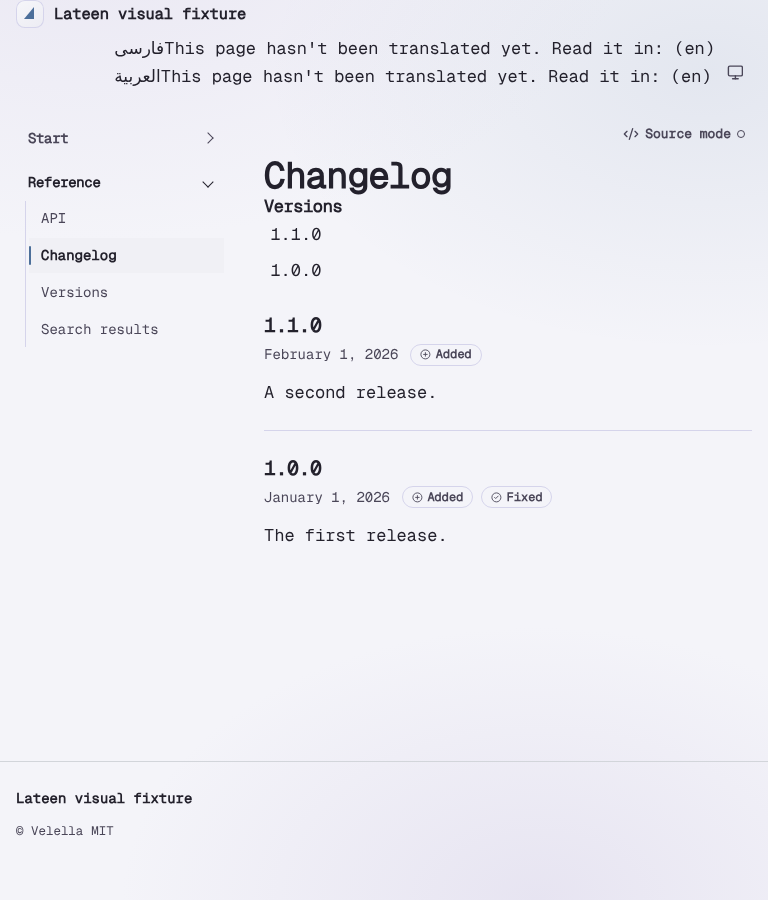 Lateen visual fixture
فارسیThis page hasn't been translated yet. Read it in: (en)
العربيةThis page hasn't been translated yet. Read it in: (en)
Source mode
Start
Reference
API
Changelog
Versions
Search results
Changelog
Versions
1.1.0
1.0.0
1.1.0
February 1, 2026 Added
A second release.
1.0.0
January 1, 2026 Added Fixed
The first release.
Lateen visual fixture
© Velella MIT